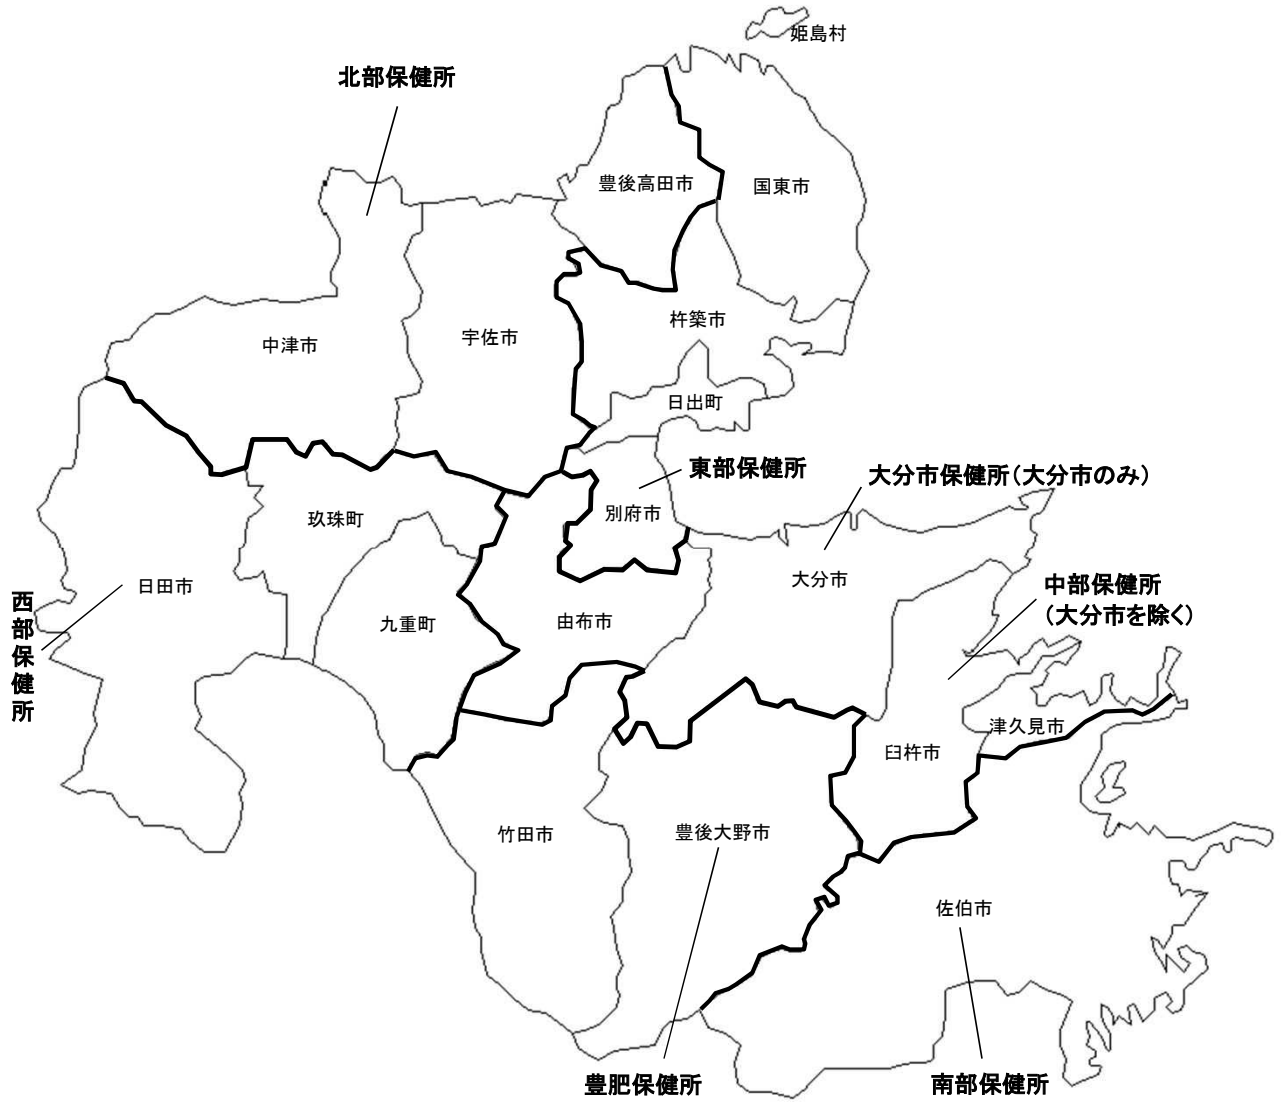 姫島村
北部保健所
豊後高田市
国東市
杵築市
宇佐市
中津市
日出町
東部保健所
大分市保健所（大分市のみ）
別府市
玖珠町
大分市
日田市
中部保健所
（大分市を除く）
西部保健所
九重町
由布市
津久見市
臼杵市
竹田市
豊後大野市
佐伯市
豊肥保健所
南部保健所